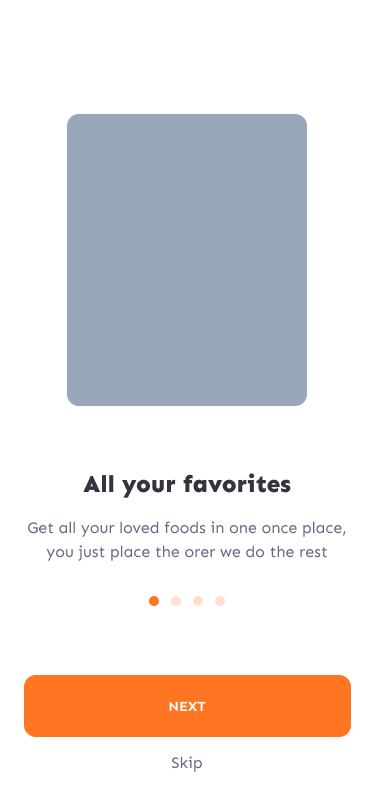 All your favorites
Get all your loved foods in one once place,
you just place the orer we do the rest
NEXT
Skip